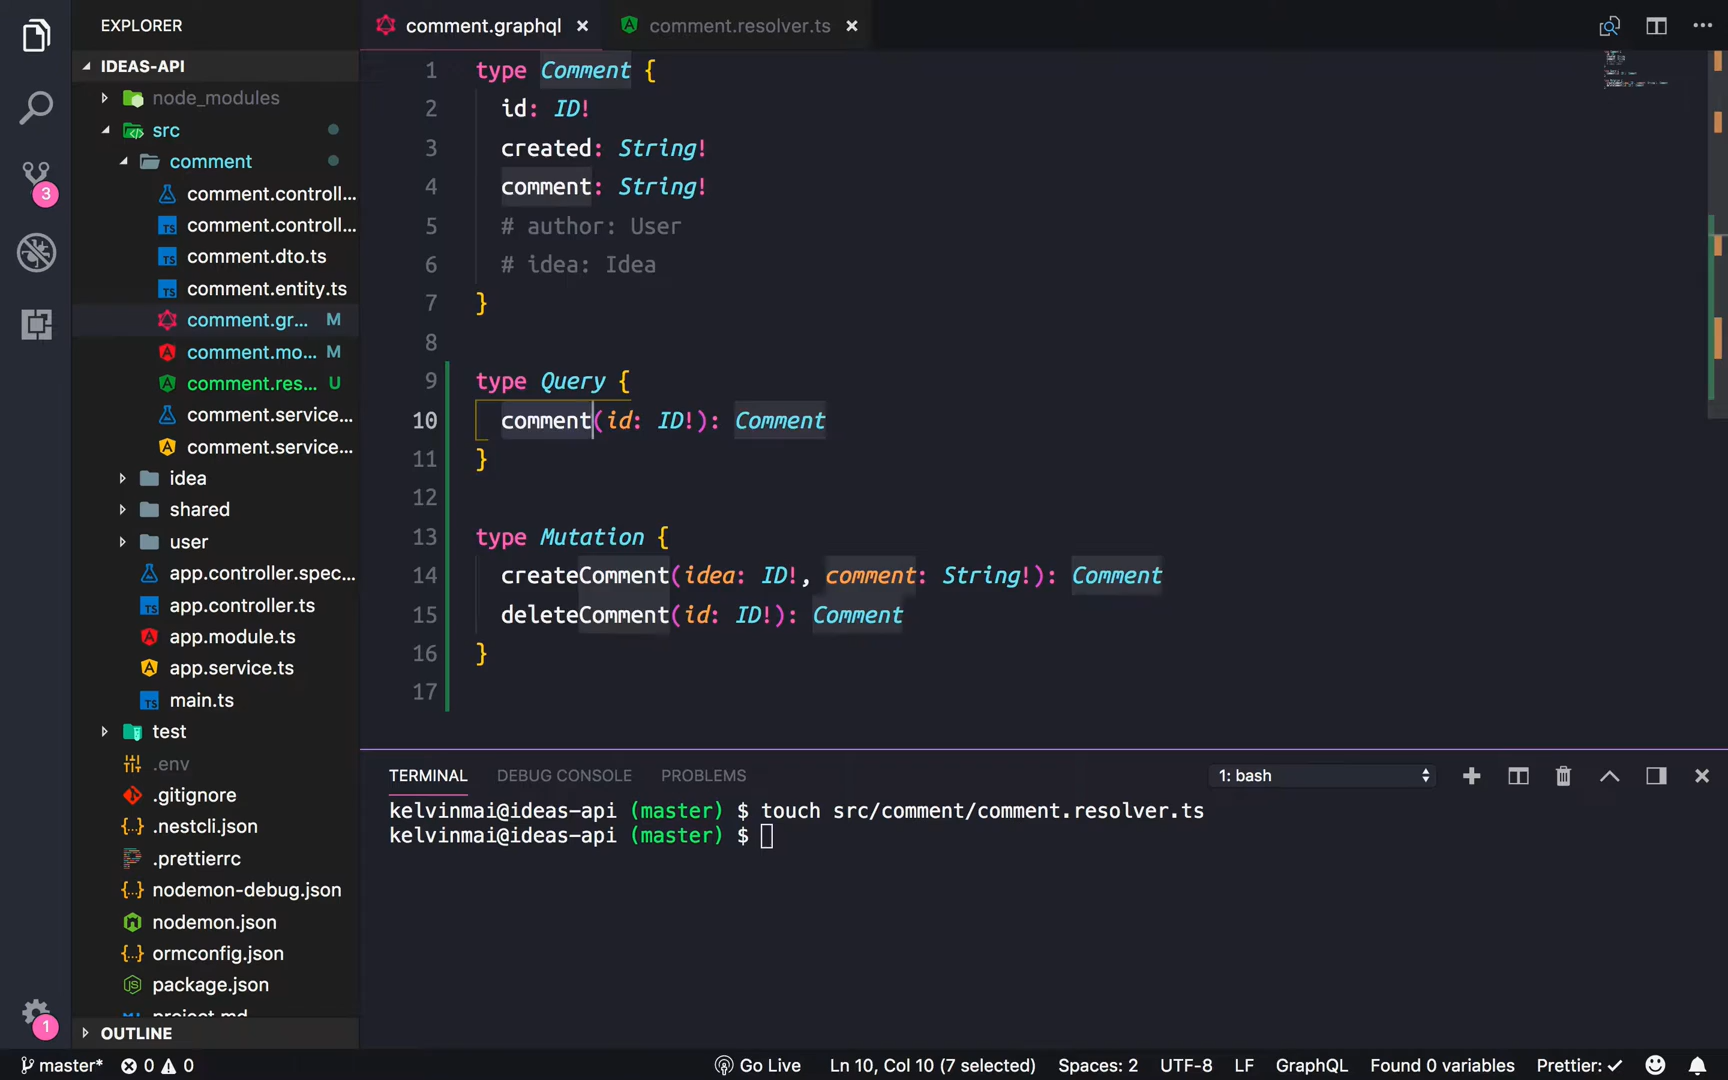 EXPLORER
IDEAS-API
node_modules
src
comment
comment.controll...
comment.controll...
comment.dto.ts
comment.entity.ts
comment.gr... M
comment.mo... M
comment.res... U
comment.service...
comment.service...
idea
shared
user
app.controller.spec...
app.controller.ts
app.module.ts
app.service.ts
main.ts
test
.env
.gitignore
.nestcli.json
.prettierrc
nodemon-debug.json
nodemon.json
ormconfig.json
package.json
project.md
OUTLINE
3
1
comment.graphql
comment.resolver.ts
1 type Comment {
2 id: ID!
3 created: String!
4 comment: String!
5 # author: User
6 # idea: Idea
7 }
8
9 type Query {
10 comment(id: ID!): Comment
11 }
12
13 type Mutation {
14 createComment(idea: ID!, comment: String!): Comment
15 deleteComment(id: ID!): Comment
16 }
17
TERMINAL DEBUG CONSOLE PROBLEMS 1: bash
kelvinmai@ideas-api (master) $ touch src/comment/comment.resolver.ts
kelvinmai@ideas-api (master) $
master* 0 0 Go Live Ln 10, Col 10 (7 selected) Spaces: 2 UTF-8 LF GraphQL Found 0 variables Prettier: ✓